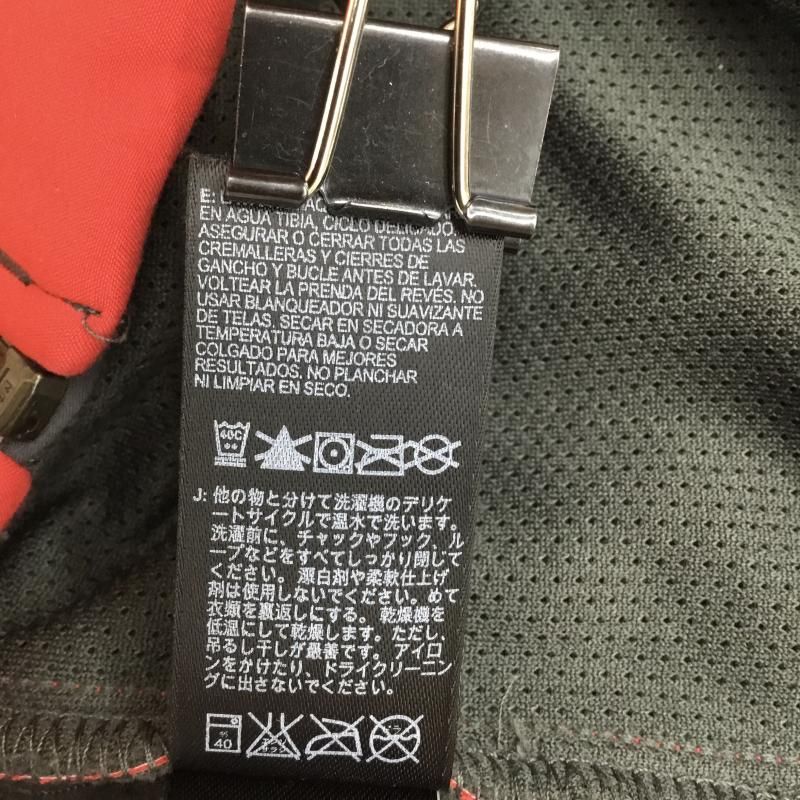 E:
EN AGUA TIBIA, CICLO DELICADO.
ASEGURAR O CERRAR TODAS LAS
CREMALLERAS Y CIERRES DE
GANCHO Y BUCLE ANTES DE LAVAR.
VOLTEAR LA PRENDA DEL REVÉS. NO
USAR BLANQUEADOR NI SUAVIZANTE
DE TELAS. SECAR EN SECADORA A
TEMPERATURA BAJA O SECAR
COLGADO PARA MEJORES
RESULTADOS. NO PLANCHAR
NI LIMPIAR EN SECO.
40C
J: 他の物と分けて洗濯機のデリケ
ートサイクルで温水で洗います。
洗濯前に、チャックやフック、ル
ープなどをすべてしっかり閉じて
ください。漂白剤や柔軟仕上げ
剤は使用しないでください。めて
衣類を裏返しにする。乾燥機を
低温にして乾燥します。ただし、
吊るし干しが最善です。アイロ
ンをかけたり、ドライクリーニン
グに出さないでください。
40